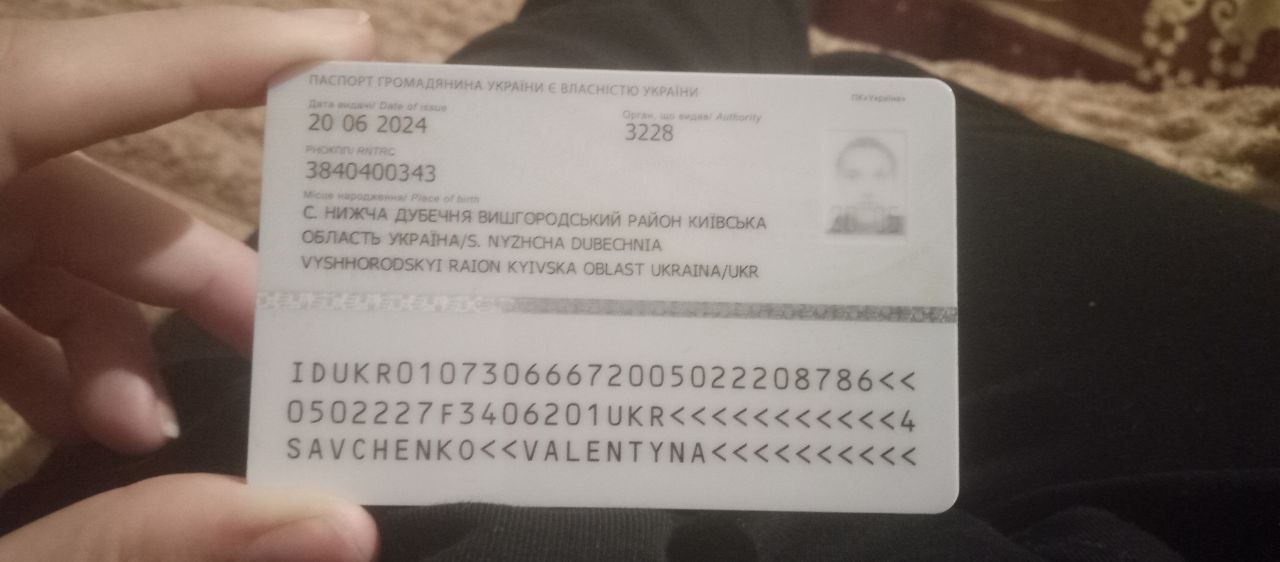 ПАСПОРТ ГРОМАДЯНИНА УКРАЇНИ Є ВЛАСНІСТЮ УКРАЇНИ
ПК«Україна»
Дата видачі/ Date of issue
20 06 2024
Орган, що видав/ Authority
3228
РНОКПП/ RNTRC
3840400343
Місце народження/ Place of birth
С. НИЖЧА ДУБЕЧНЯ ВИШГОРОДСЬКИЙ РАЙОН КИЇВСЬКА
ОБЛАСТЬ УКРАЇНА/S. NYZHCHA DUBECHNIA
VYSHHORODSKYI RAION KYIVSKA OBLAST UKRAINA/UKR
IDUKR01073066672005022208786<<
0502227F3406201UKR<<<<<<<<<<<4
SAVCHENKO<<VALENTYNA<<<<<<<<<<